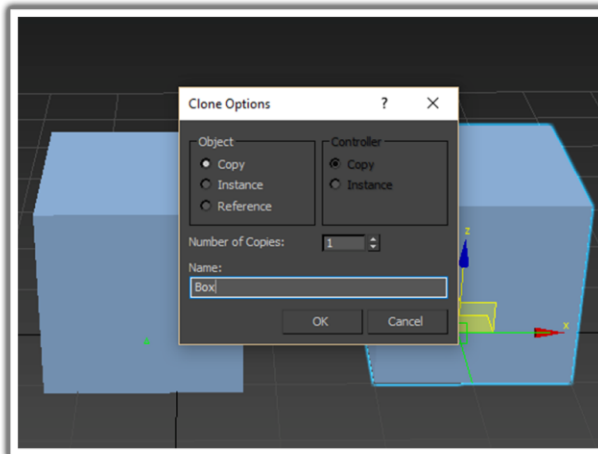 Clone Options ?
Object Controller
Copy Copy
Instance Instance
Reference
Number of Copies: 1
Name:
Box
OK Cancel
z
x